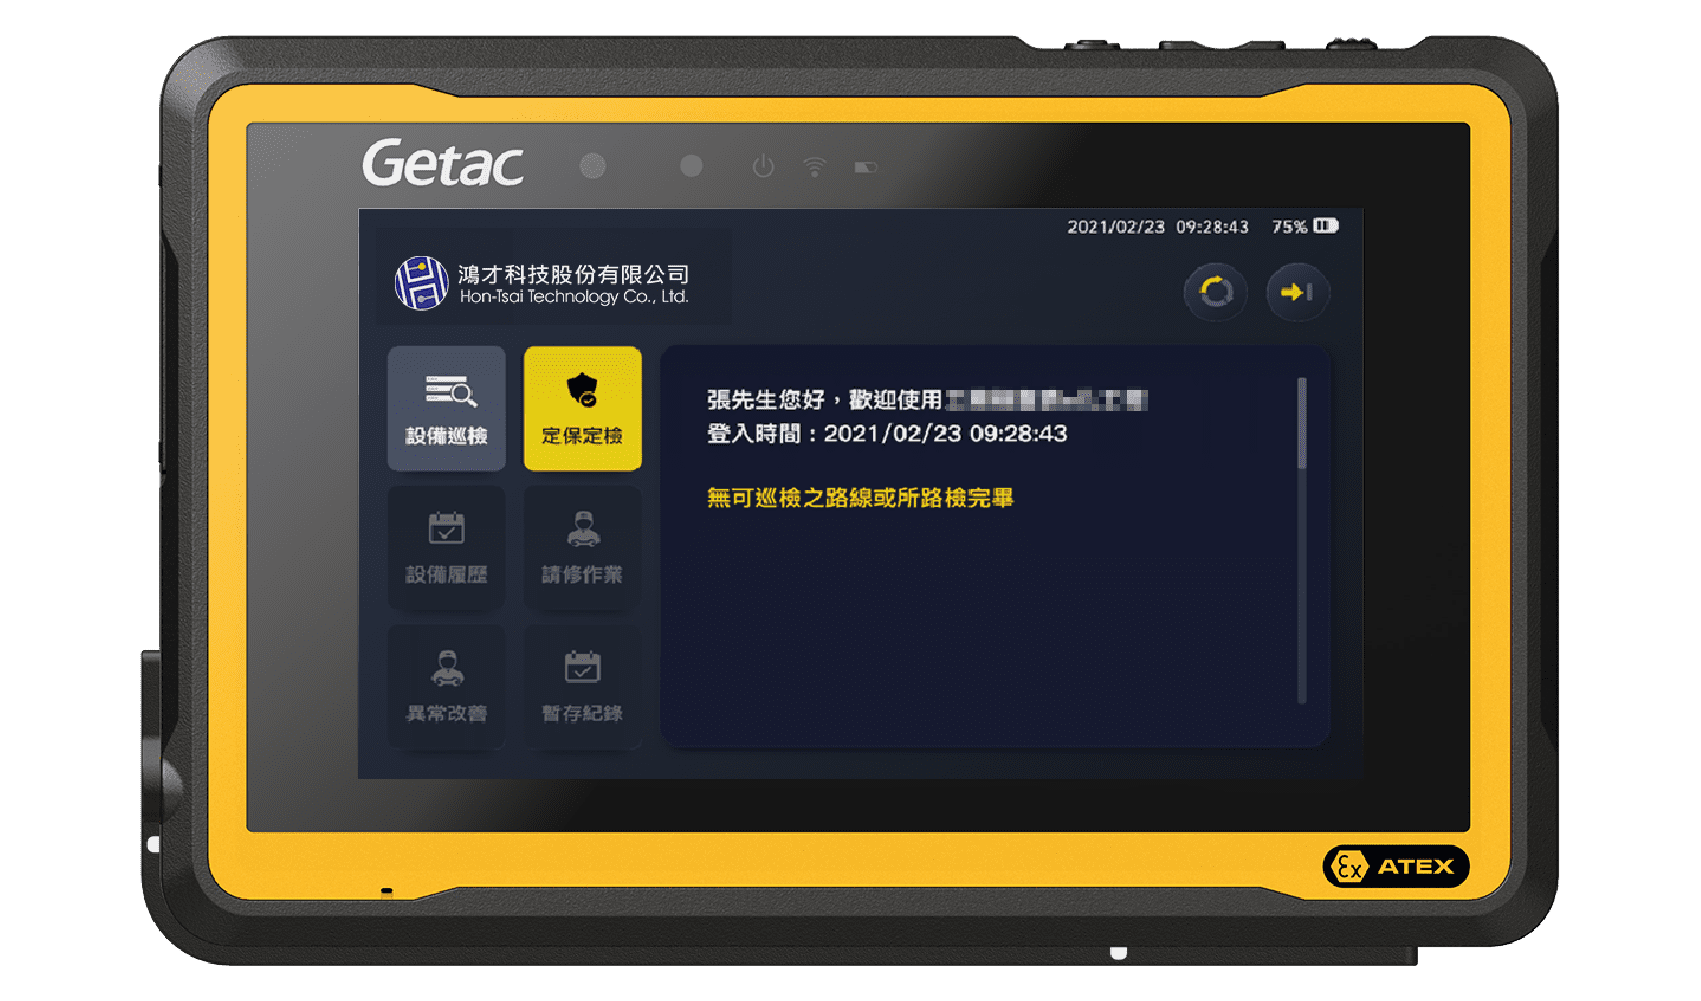 Getac
2021/02/23 09:28:43 75%
鴻才科技股份有限公司
Hon-Tsai Technology Co., Ltd.
設備巡檢
定保定檢
設備履歷
請修作業
異常改善
暫存紀錄
張先生您好，歡迎使用
登入時間：2021/02/23 09:28:43
無可巡檢之路線或所路檢完畢
Ex ATEX